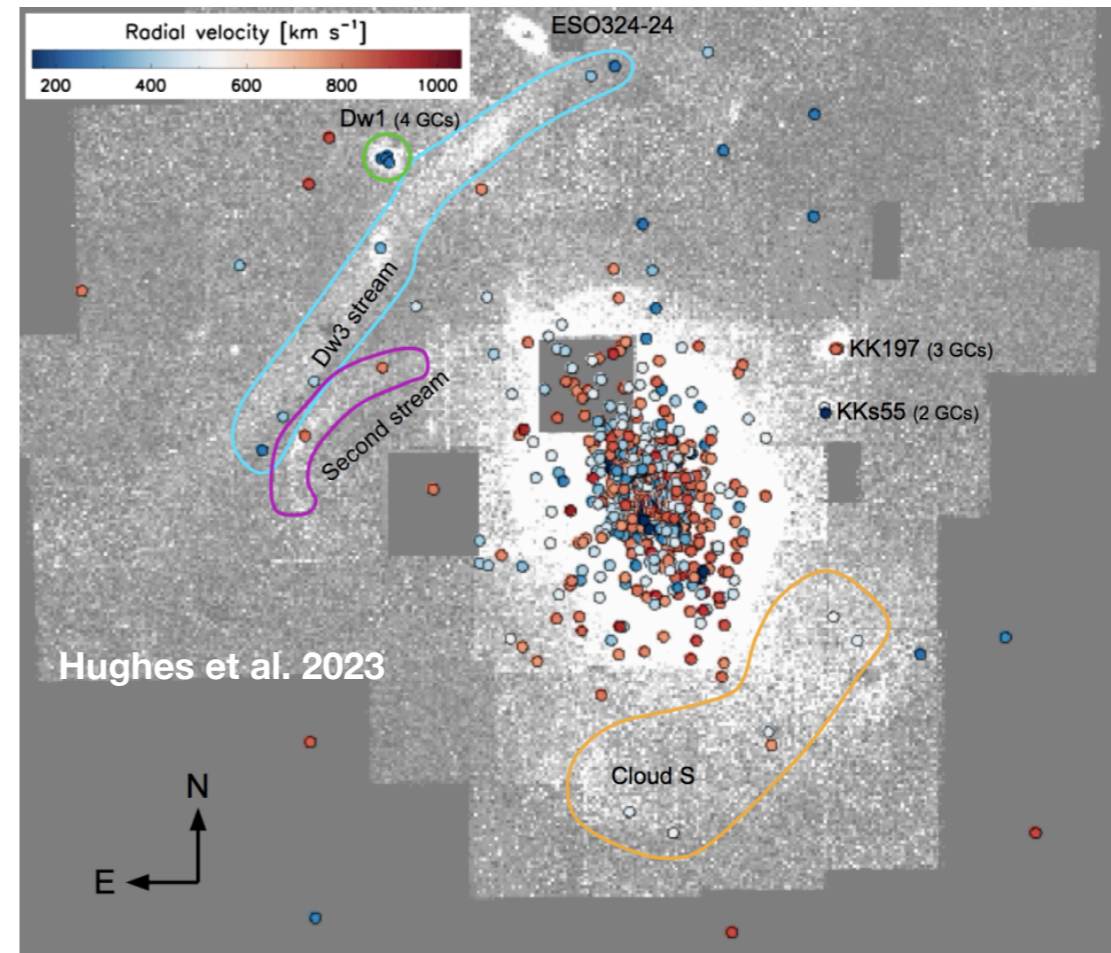 Radial velocity [km s⁻¹]
200 400 600 800 1000
ESO324-24
Dw1 (4 GCs)
Dw3 stream
Second stream
KK197 (3 GCs)
KKs55 (2 GCs)
Hughes et al. 2023
Cloud S
N
E